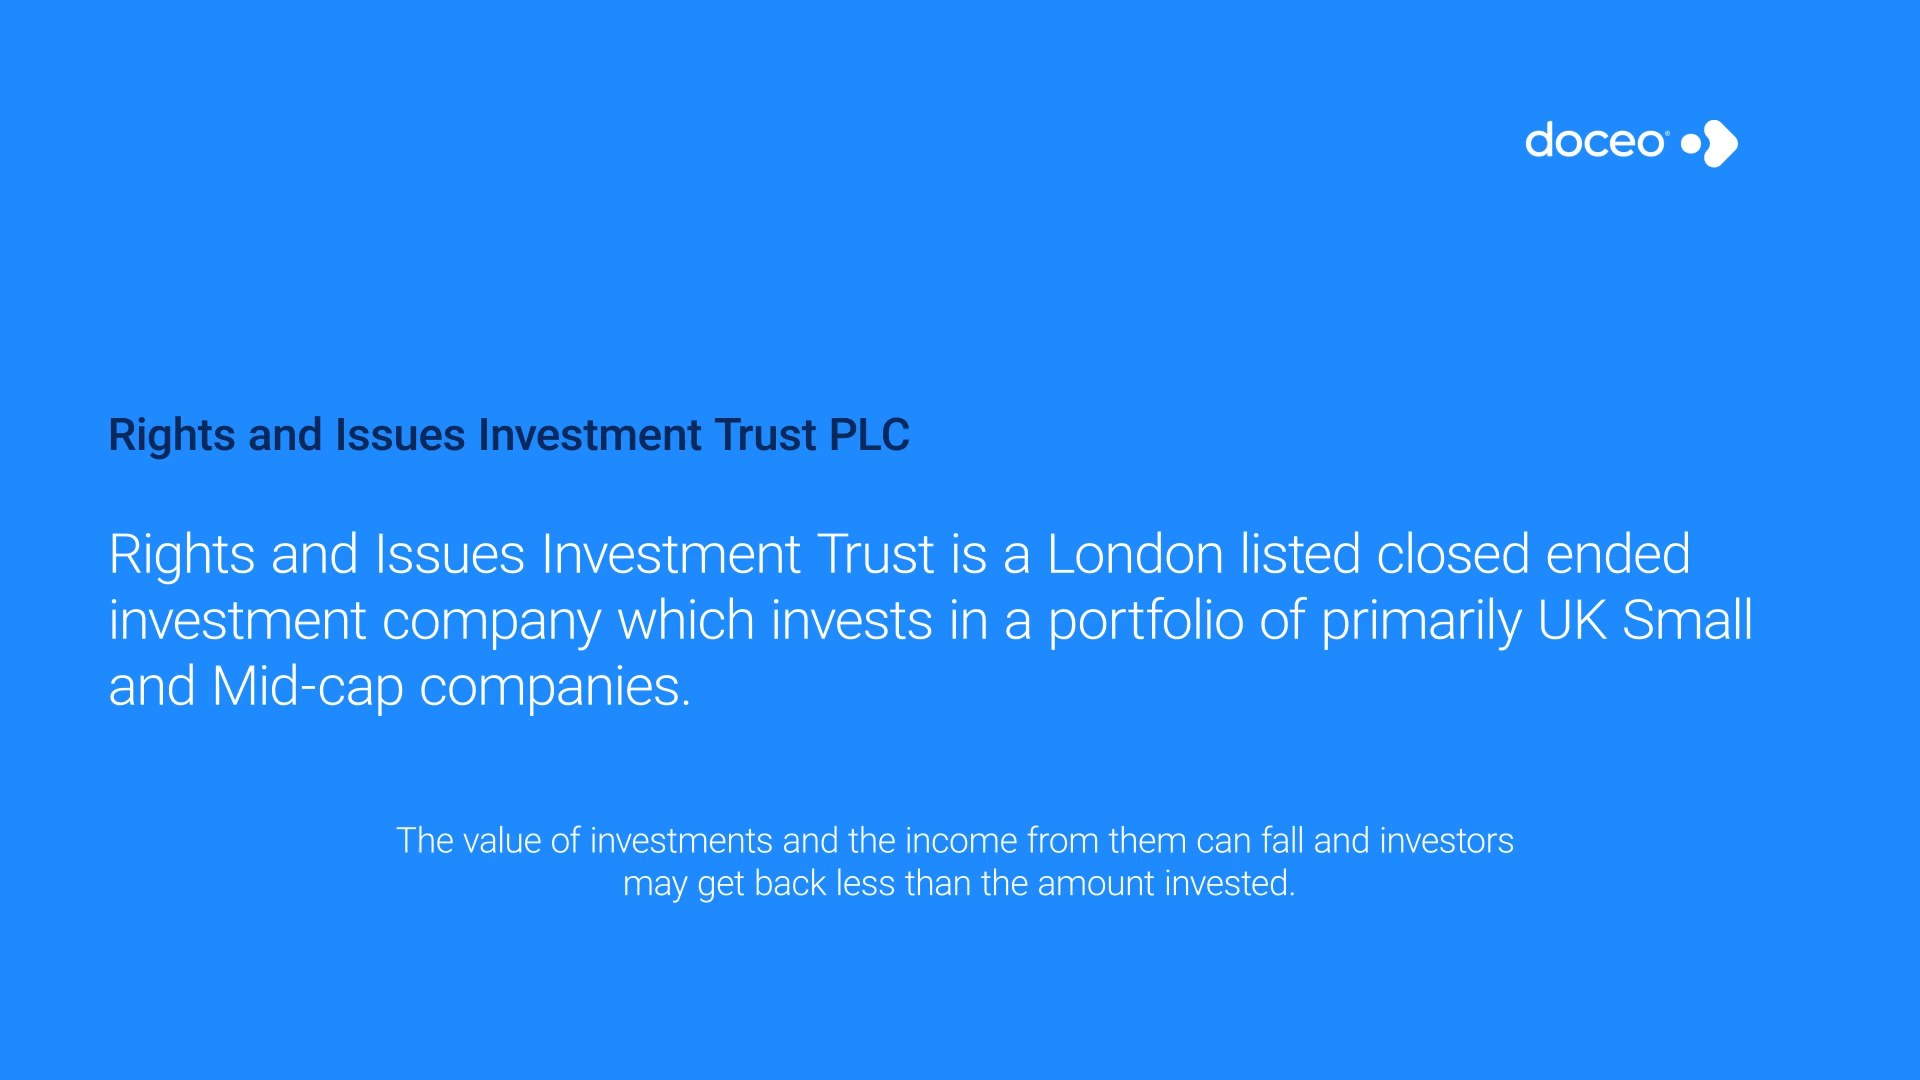 doceo®
Rights and Issues Investment Trust PLC
Rights and Issues Investment Trust is a London listed closed ended
investment company which invests in a portfolio of primarily UK Small
and Mid-cap companies.
The value of investments and the income from them can fall and investors
may get back less than the amount invested.